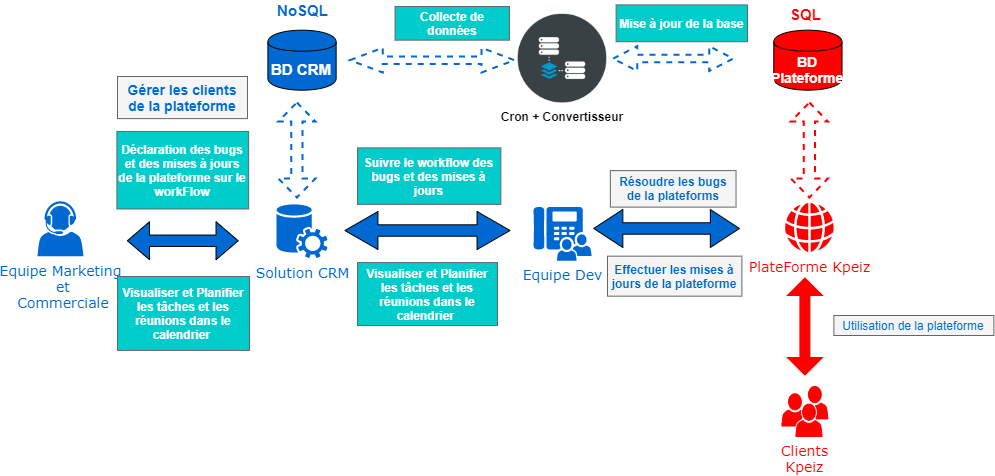 NoSQL
Collecte de
données
Mise à jour de la base
SQL
BD CRM
BD
Plateforme
Gérer les clients
de la plateforme
Cron + Convertisseur
Déclaration des bugs
et des mises à jours
de la plateforme sur le
workFlow
Suivre le workflow des
bugs et des mises à
jours
Résoudre les bugs
de la plateforms
Equipe Marketing
et
Commerciale
Solution CRM
Equipe Dev
PlateForme Kpeiz
Visualiser et Planifier
les tâches et les
réunions dans le
calendrier
Visualiser et Planifier
les tâches et les
réunions dans le
calendrier
Effectuer les mises à
jours de la plateforme
Utilisation de la plateforme
Clients
Kpeiz